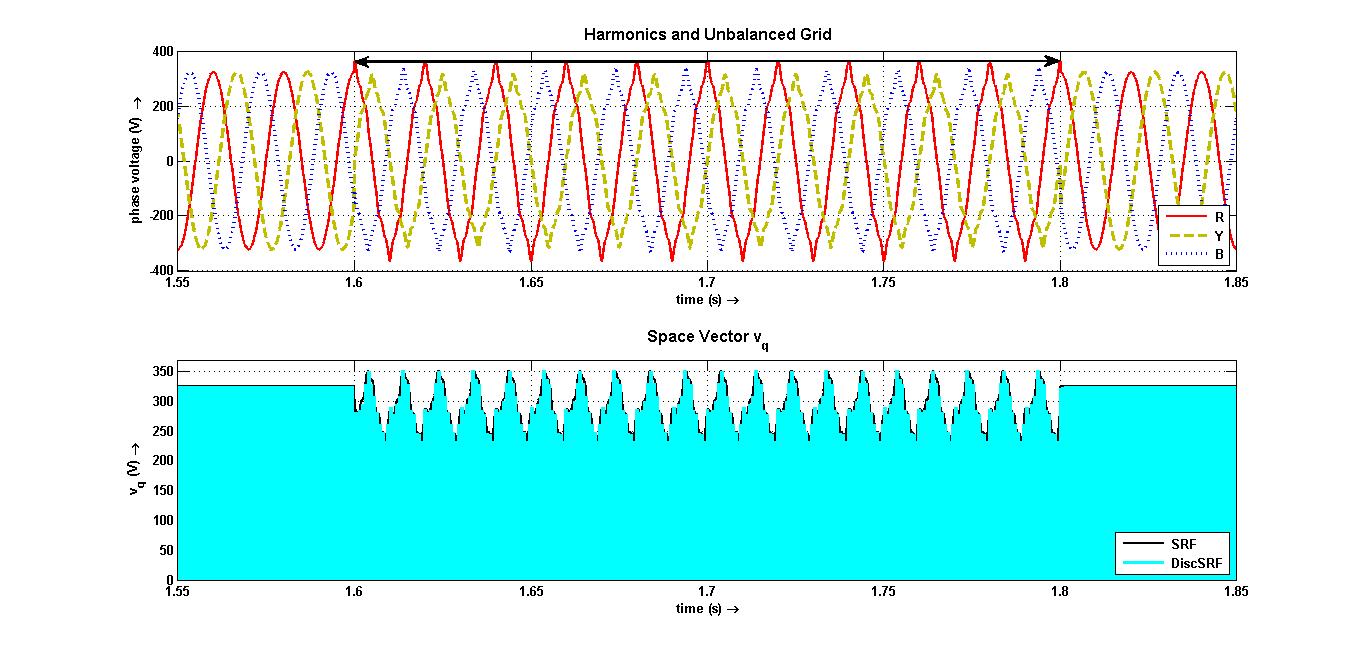 Harmonics and Unbalanced Grid
phase voltage (V) →
400
200
0
-200
-400
R
Y
B
1.55 1.6 1.65 1.7 1.75 1.8 1.85
time (s) →
Space Vector v_q
v_q (V) →
350
300
250
200
150
100
50
0
SRF
DiscSRF
1.55 1.6 1.65 1.7 1.75 1.8 1.85
time (s) →